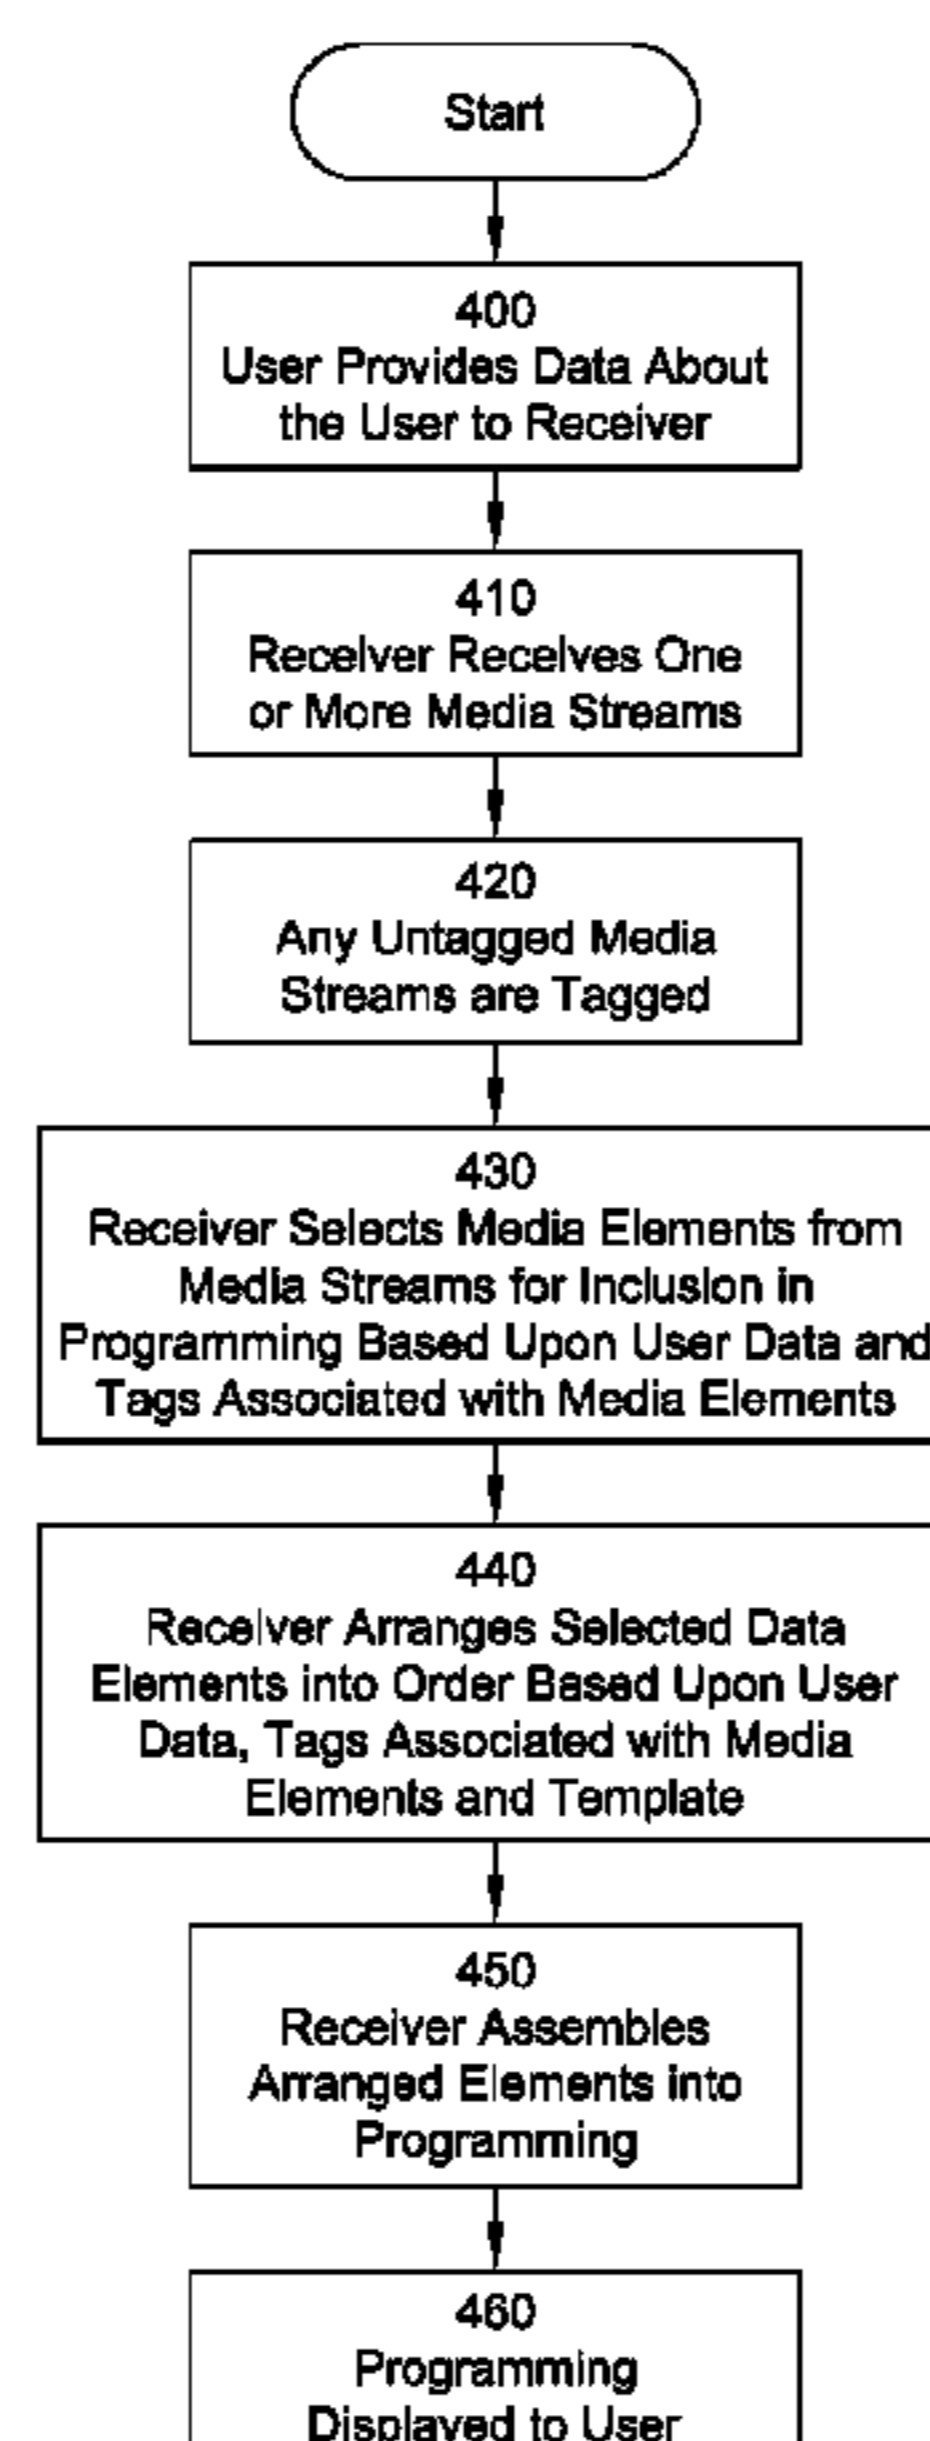 Start
400
User Provides Data About
the User to Receiver
410
Receiver Receives One
or More Media Streams
420
Any Untagged Media
Streams are Tagged
430
Receiver Selects Media Elements from
Media Streams for Inclusion in
Programming Based Upon User Data and
Tags Associated with Media Elements
440
Receiver Arranges Selected Data
Elements into Order Based Upon User
Data, Tags Associated with Media
Elements and Template
450
Receiver Assembles
Arranged Elements into
Programming
460
Programming
Displayed to User